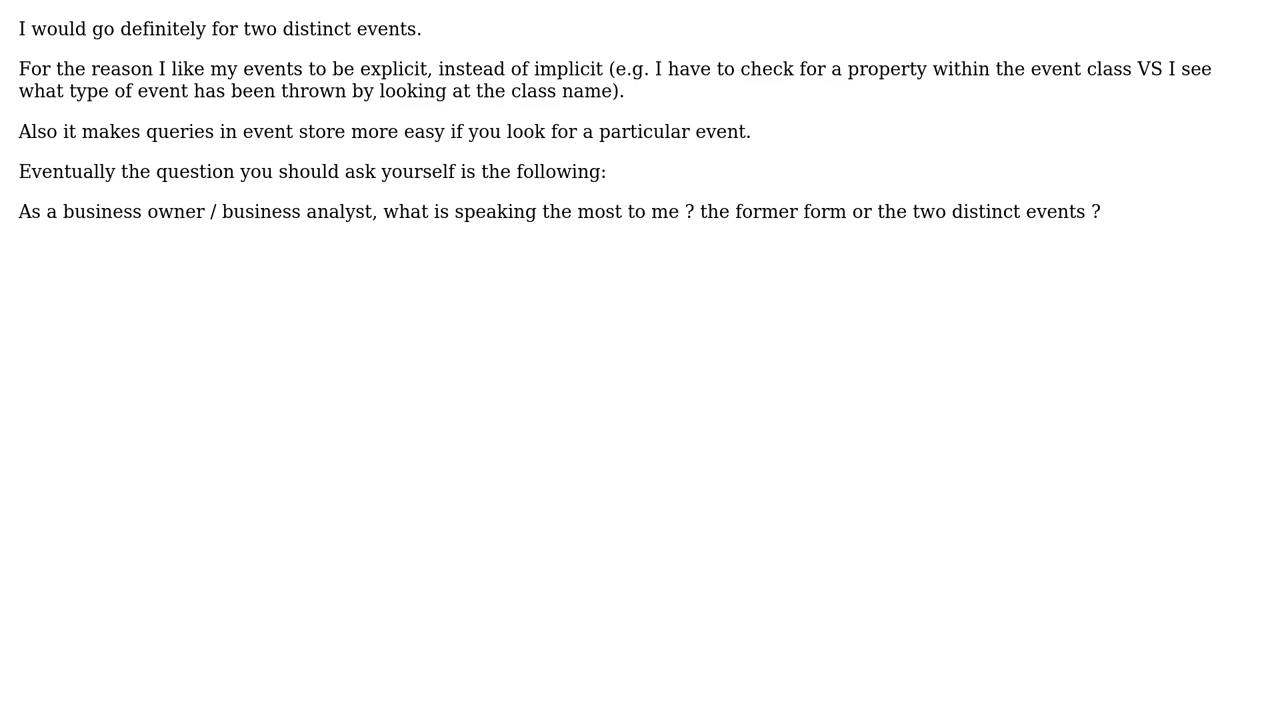 I would go definitely for two distinct events.
For the reason I like my events to be explicit, instead of implicit (e.g. I have to check for a property within the event class VS I see
what type of event has been thrown by looking at the class name).
Also it makes queries in event store more easy if you look for a particular event.
Eventually the question you should ask yourself is the following:
As a business owner / business analyst, what is speaking the most to me ? the former form or the two distinct events ?